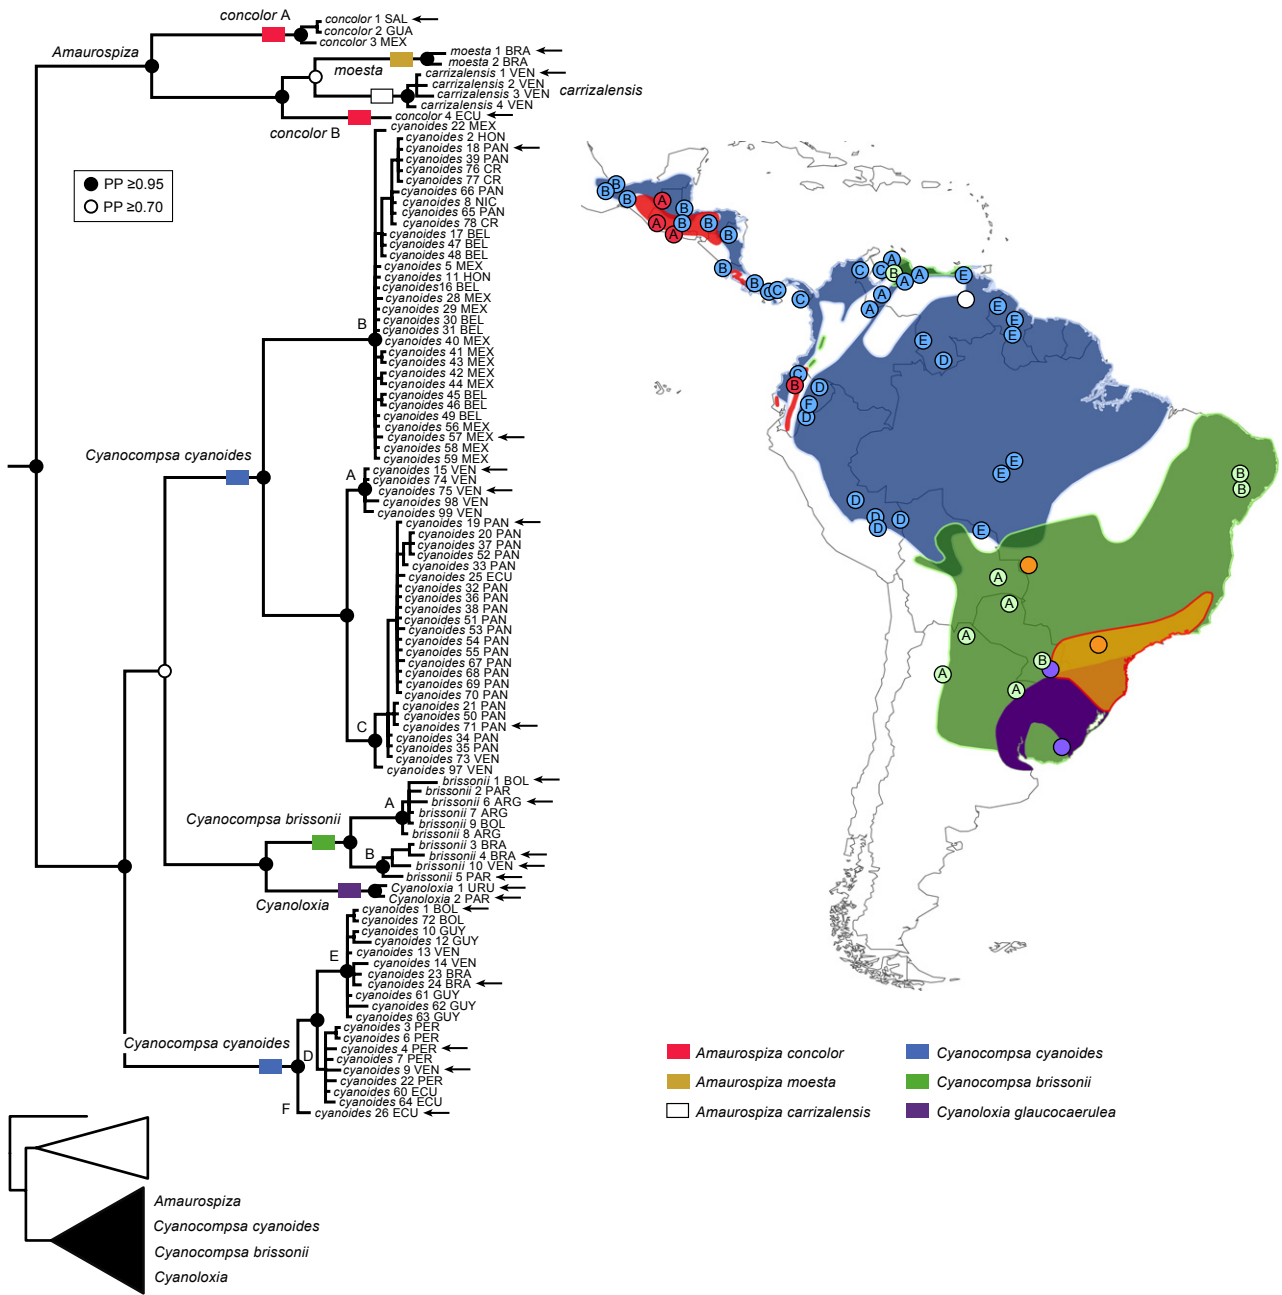 concolor A
concolor 1 SAL
concolor 2 GUA
concolor 3 MEX
Amaurospiza
moesta 1 BRA
moesta 2 BRA
moesta
carrizalensis 1 VEN
carrizalensis 2 VEN
carrizalensis
carrizalensis 3 VEN
carrizalensis 4 VEN
concolor 4 ECU
concolor B
cyanoides 22 MEX
cyanoides 2 HON
cyanoides 18 PAN
cyanoides 39 PAN
cyanoides 76 CR
cyanoides 77 CR
PP ≥0.95
PP ≥0.70
cyanoides 66 PAN
cyanoides 8 NIC
cyanoides 65 PAN
cyanoides 78 CR
cyanoides 17 BEL
cyanoides 47 BEL
cyanoides 48 BEL
cyanoides 5 MEX
cyanoides 11 HON
cyanoides16 BEL
cyanoides 28 MEX
cyanoides 29 MEX
cyanoides 30 BEL
B
cyanoides 31 BEL
cyanoides 40 MEX
cyanoides 41 MEX
cyanoides 43 MEX
cyanoides 42 MEX
cyanoides 44 MEX
cyanoides 45 BEL
cyanoides 46 BEL
cyanoides 49 BEL
cyanoides 56 MEX
cyanoides 57 MEX
cyanoides 58 MEX
Cyanocompsa cyanoides
cyanoides 59 MEX
A
cyanoides 15 VEN
cyanoides 74 VEN
cyanoides 75 VEN
cyanoides 98 VEN
cyanoides 99 VEN
cyanoides 19 PAN
cyanoides 20 PAN
cyanoides 37 PAN
cyanoides 52 PAN
cyanoides 33 PAN
cyanoides 25 ECU
cyanoides 32 PAN
cyanoides 36 PAN
cyanoides 38 PAN
cyanoides 51 PAN
cyanoides 53 PAN
cyanoides 54 PAN
cyanoides 55 PAN
cyanoides 67 PAN
cyanoides 68 PAN
cyanoides 69 PAN
cyanoides 70 PAN
cyanoides 21 PAN
cyanoides 50 PAN
C
cyanoides 71 PAN
cyanoides 34 PAN
cyanoides 35 PAN
cyanoides 73 VEN
cyanoides 97 VEN
brissonii 1 BOL
brissonii 2 PAR
A
brissonii 6 ARG
brissonii 7 ARG
Cyanocompsa brissonii
brissonii 9 BOL
brissonii 8 ARG
brissonii 3 BRA
B
brissonii 4 BRA
brissonii 10 VEN
brissonii 5 PAR
Cyanoloxia 1 URU
Cyanoloxia 2 PAR
Cyanoloxia
cyanoides 1 BOL
cyanoides 72 BOL
cyanoides 10 GUY
cyanoides 12 GUY
E
cyanoides 13 VEN
cyanoides 14 VEN
cyanoides 23 BRA
cyanoides 24 BRA
cyanoides 61 GUY
cyanoides 62 GUY
cyanoides 63 GUY
cyanoides 3 PER
cyanoides 6 PER
Cyanocompsa cyanoides
cyanoides 4 PER
D
cyanoides 7 PER
cyanoides 9 VEN
cyanoides 22 PER
cyanoides 60 ECU
cyanoides 64 ECU
F
cyanoides 26 ECU
Amaurospiza
Cyanocompsa cyanoides
Cyanocompsa brissonii
Cyanoloxia
B
B
B
A
B
A
B
B
A
B
B
B
C
C
C
C
C
A
B
A
A
A
A
E
E
E
E
E
D
C
B
D
F
D
E
E
D
D
D
D
E
B
B
A
A
A
B
A
A
Amaurospiza concolor
Amaurospiza moesta
Amaurospiza carrizalensis
Cyanocompsa cyanoides
Cyanocompsa brissonii
Cyanoloxia glaucocaerulea